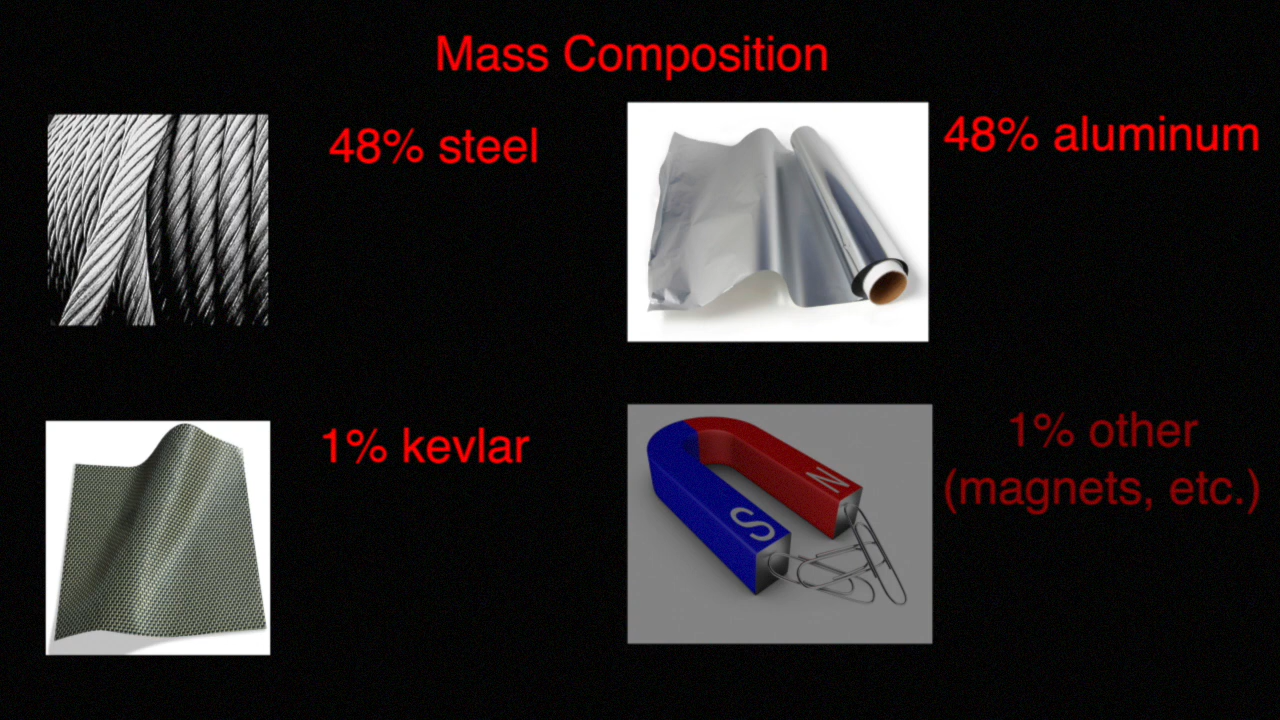 Mass Composition
48% steel
48% aluminum
1% kevlar
1% other
(magnets, etc.)
S
N